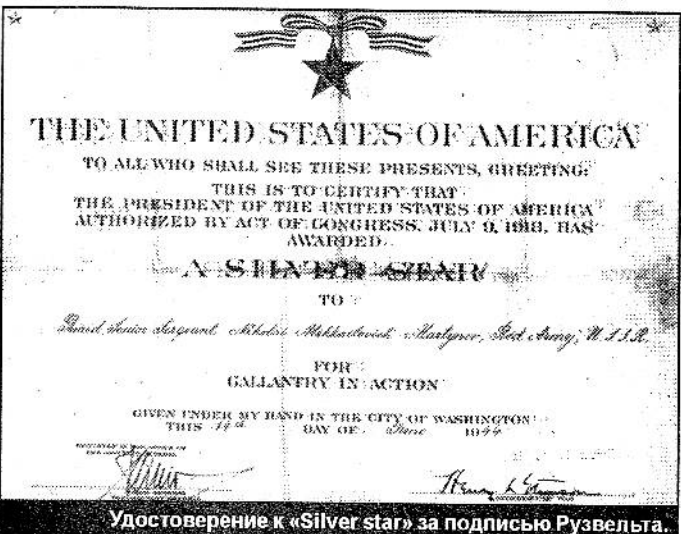 THE UNITED STATES OF AMERICA
TO ALL WHO SHALL SEE THESE PRESENTS, GREETING:
THIS IS TO CERTIFY THAT
THE PRESIDENT OF THE UNITED STATES OF AMERICA
AUTHORIZED BY ACT OF CONGRESS, JULY 9, 1918, HAS
AWARDED
A SILVER STAR
TO
Guard Senior Sergeant Nikolai Mikhailovich Martynov, Red Army, U.S.S.R.
FOR
GALLANTRY IN ACTION
GIVEN UNDER MY HAND IN THE CITY OF WASHINGTON
THIS 14th DAY OF June 1944
Henry L Stimson
Удостоверение к «Silver star» за подписью Рузвельта.